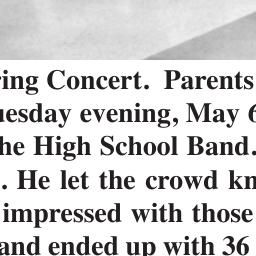 ring Concert. Parents
uesday evening, May 6
he High School Band.
. He let the crowd kn
impressed with those
and ended up with 36